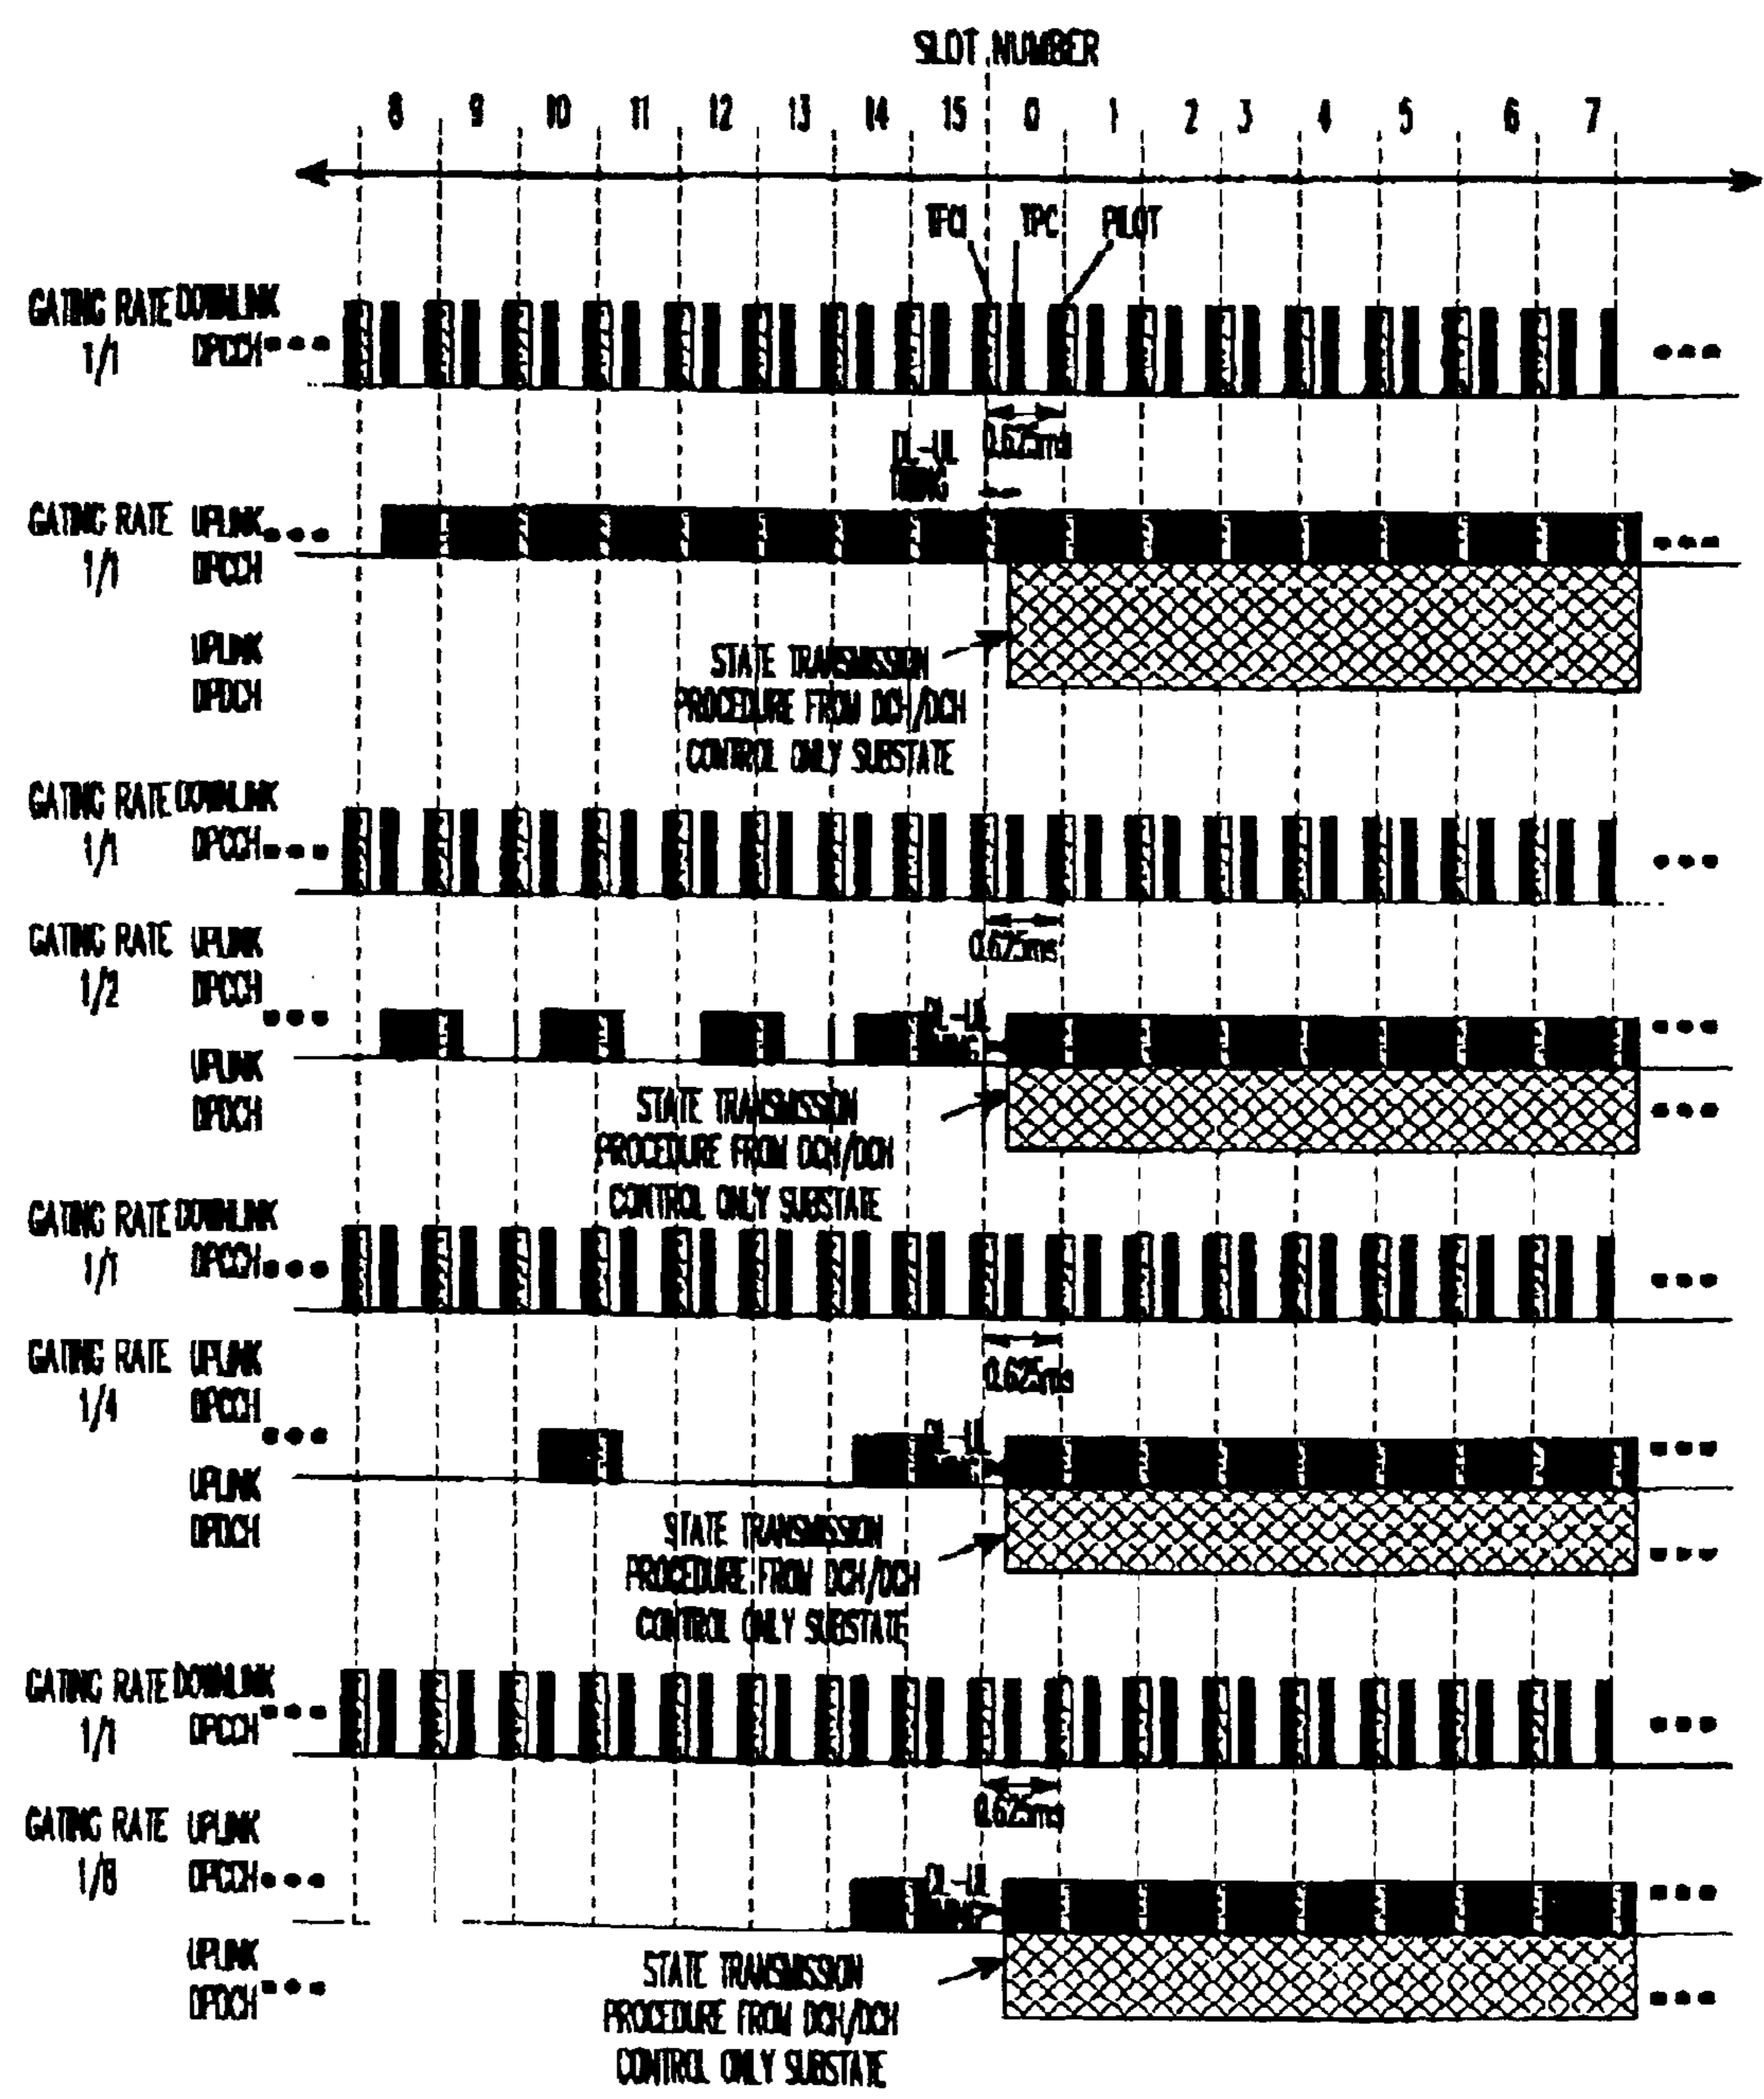 SLOT NUMBER
8 9 10 11 12 13 14 15 0 1 2 3 4 5 6 7
TFCI TPC PILOT
GATING RATE DOWNLINK
1/1 DPCCH
0.625ms
DL-UL
TIMING
GATING RATE UPLINK
1/1 DPCCH
UPLINK
DPDCH
STATE TRANSMISSION
PROCEDURE FROM DCH/DCH
CONTROL ONLY SUBSTATE
GATING RATE DOWNLINK
1/1 DPCCH
0.625ms
GATING RATE UPLINK
1/2 DPCCH
DL-UL
UPLINK
DPDCH
STATE TRANSMISSION
PROCEDURE FROM DCH/DCH
CONTROL ONLY SUBSTATE
GATING RATE DOWNLINK
1/1 DPCCH
0.625ms
GATING RATE UPLINK
1/4 DPCCH
DL-UL
UPLINK
DPDCH
STATE TRANSMISSION
PROCEDURE FROM DCH/DCH
CONTROL ONLY SUBSTATE
GATING RATE DOWNLINK
1/1 DPCCH
0.625ms
GATING RATE UPLINK
1/8 DPCCH
DL-UL
UPLINK
DPDCH
STATE TRANSMISSION
PROCEDURE FROM DCH/DCH
CONTROL ONLY SUBSTATE